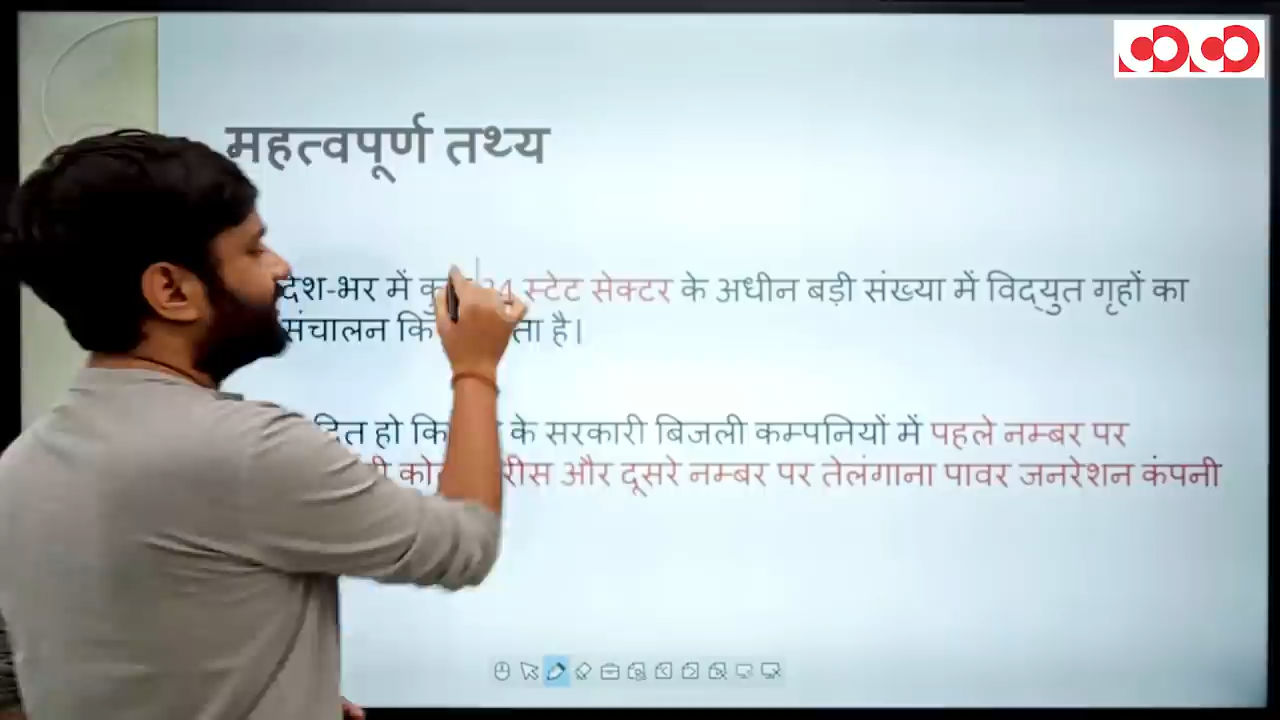 महत्वपूर्ण तथ्य
देश-भर में 34 स्टेट सेक्टर के अधीन बड़ी संख्या में विद्युत गृहों का
संचालन है।
हो के सरकारी बिजली कम्पनियों में पहले नम्बर पर
और दूसरे नम्बर पर तेलंगाना पावर जनरेशन कंपनी